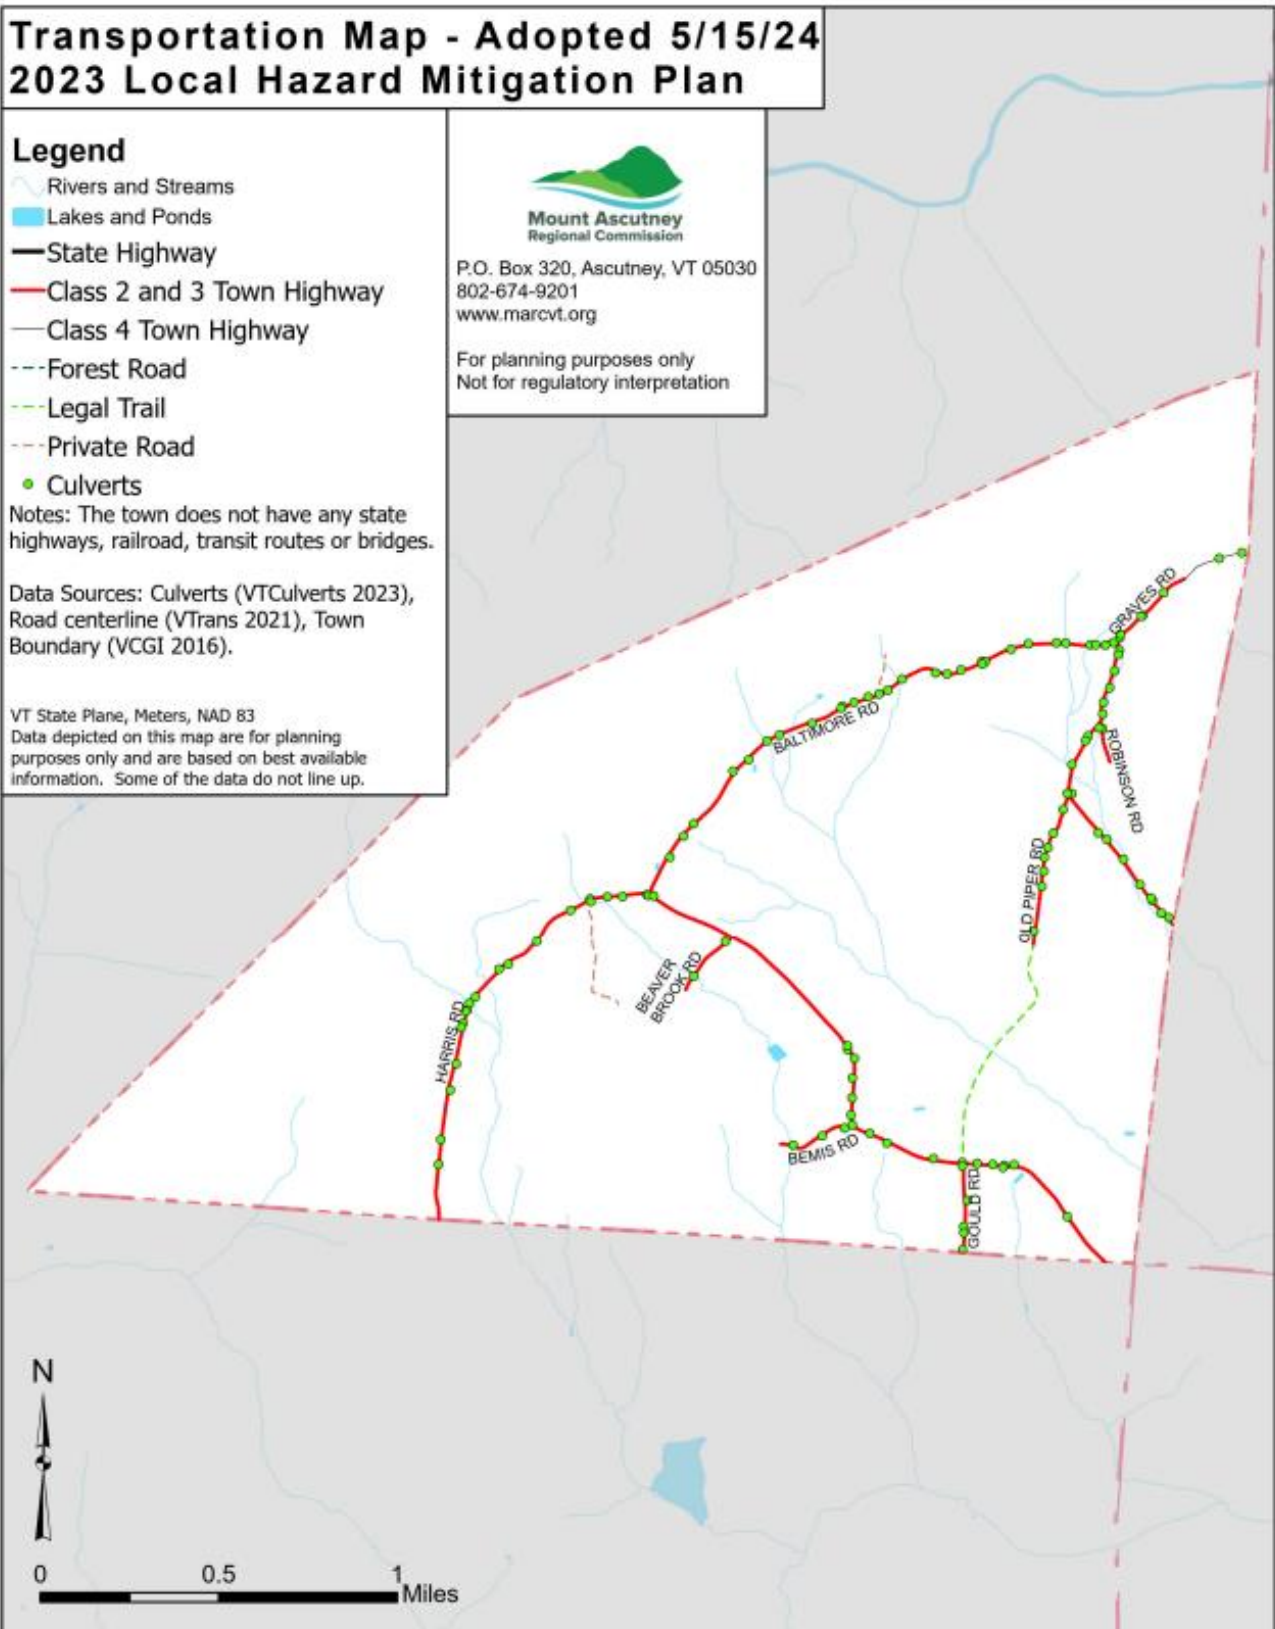 Transportation Map - Adopted 5/15/24
2023 Local Hazard Mitigation Plan
Legend
Rivers and Streams
Lakes and Ponds
State Highway
Class 2 and 3 Town Highway
Class 4 Town Highway
Forest Road
Legal Trail
Private Road
Culverts
Notes: The town does not have any state
highways, railroad, transit routes or bridges.
Data Sources: Culverts (VTCulverts 2023),
Road centerline (VTrans 2021), Town
Boundary (VCGI 2016).
VT State Plane, Meters, NAD 83
Data depicted on this map are for planning
purposes only and are based on best available
information. Some of the data do not line up.
Mount Ascutney
Regional Commission
P.O. Box 320, Ascutney, VT 05030
802-674-9201
www.marcvt.org
For planning purposes only
Not for regulatory interpretation
GRAVES RD
BALTIMORE RD
ROBINSON RD
OLD PIPER RD
BEAVER
BROOK RD
HARRIS RD
BEMIS RD
GOULD RD
N
0 0.5 1
Miles